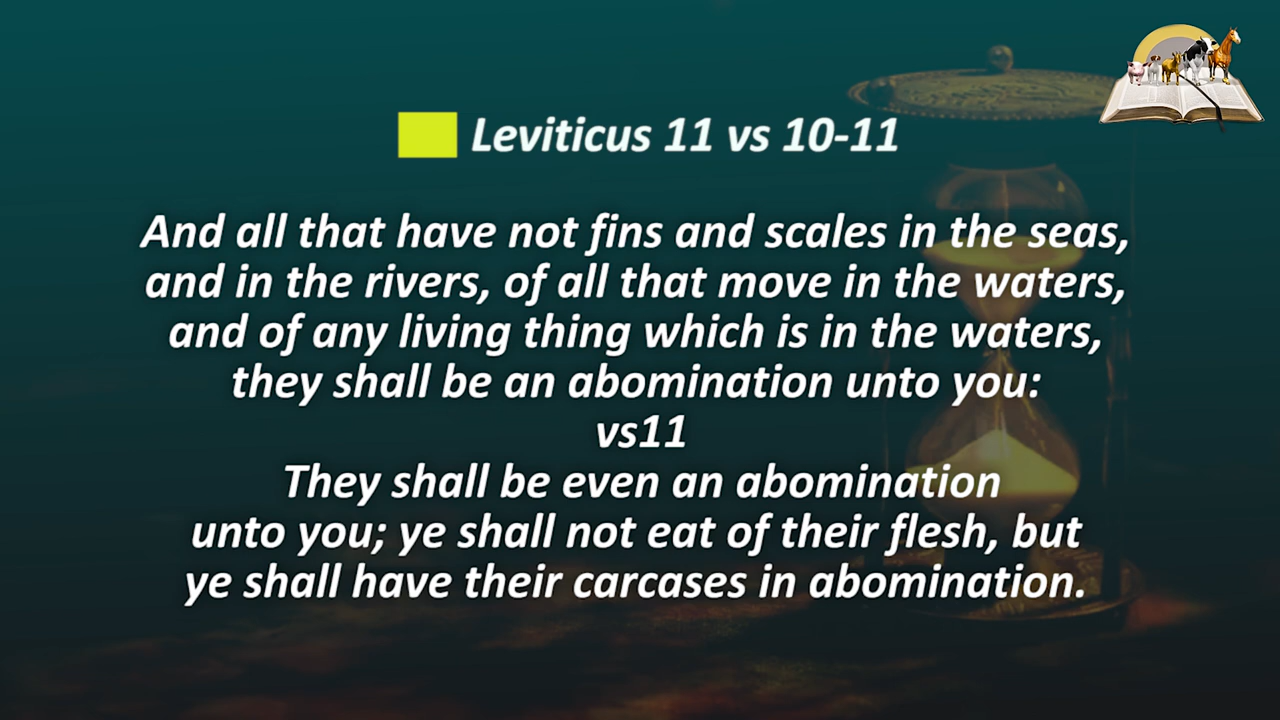 Leviticus 11 vs 10-11
And all that have not fins and scales in the seas,
and in the rivers, of all that move in the waters,
and of any living thing which is in the waters,
they shall be an abomination unto you:
vs11
They shall be even an abomination
unto you; ye shall not eat of their flesh, but
ye shall have their carcases in abomination.